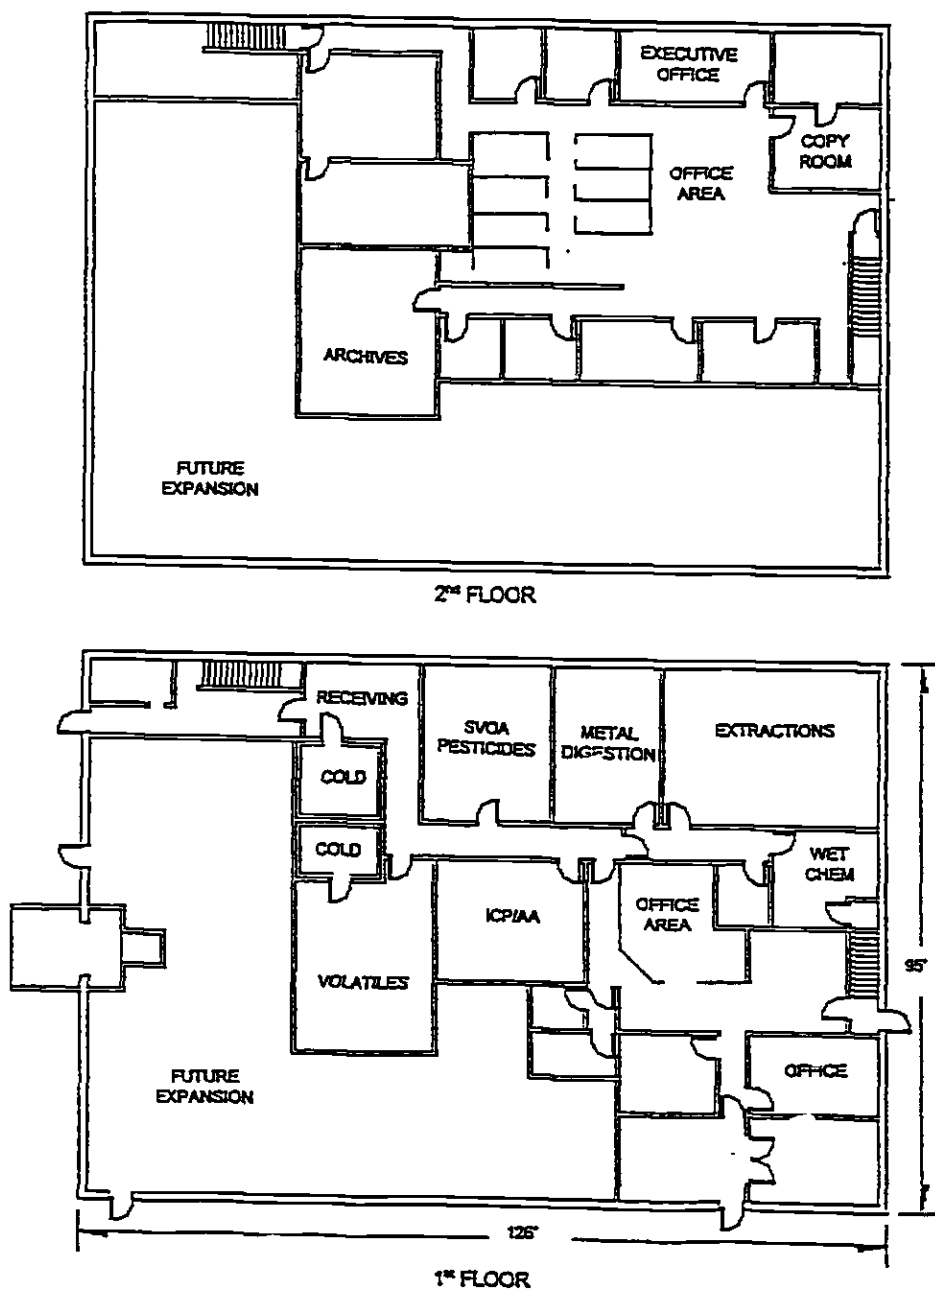 EXECUTIVE
OFFICE
COPY
ROOM
OFFICE
AREA
ARCHIVES
FUTURE
EXPANSION
2nd FLOOR
RECEIVING
SVOA
PESTICIDES
METAL
DIGESTION
EXTRACTIONS
COLD
COLD
WET
CHEM
ICP/AA
OFFICE
AREA
VOLATILES
95'
FUTURE
EXPANSION
OFFICE
126'
1st FLOOR